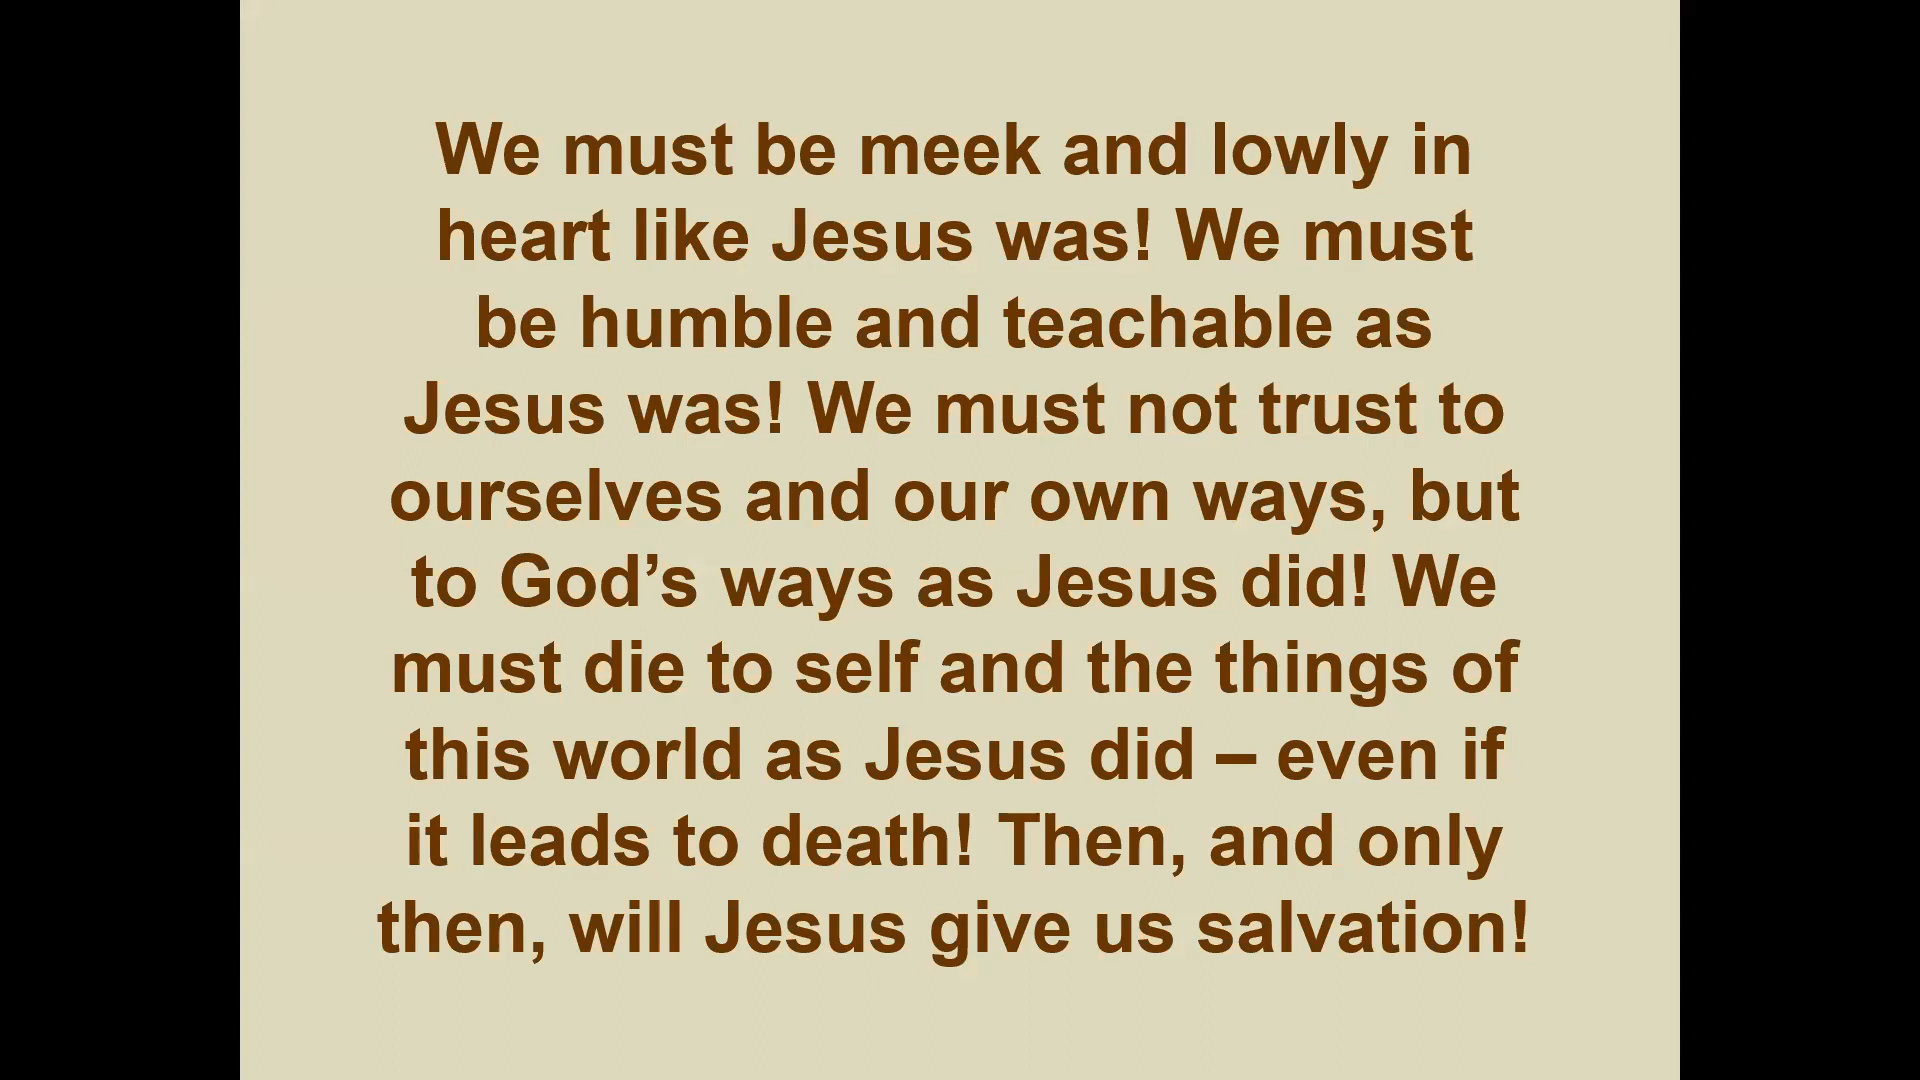 We must be meek and lowly in
heart like Jesus was! We must
be humble and teachable as
Jesus was! We must not trust to
ourselves and our own ways, but
to God’s ways as Jesus did! We
must die to self and the things of
this world as Jesus did – even if
it leads to death! Then, and only
then, will Jesus give us salvation!